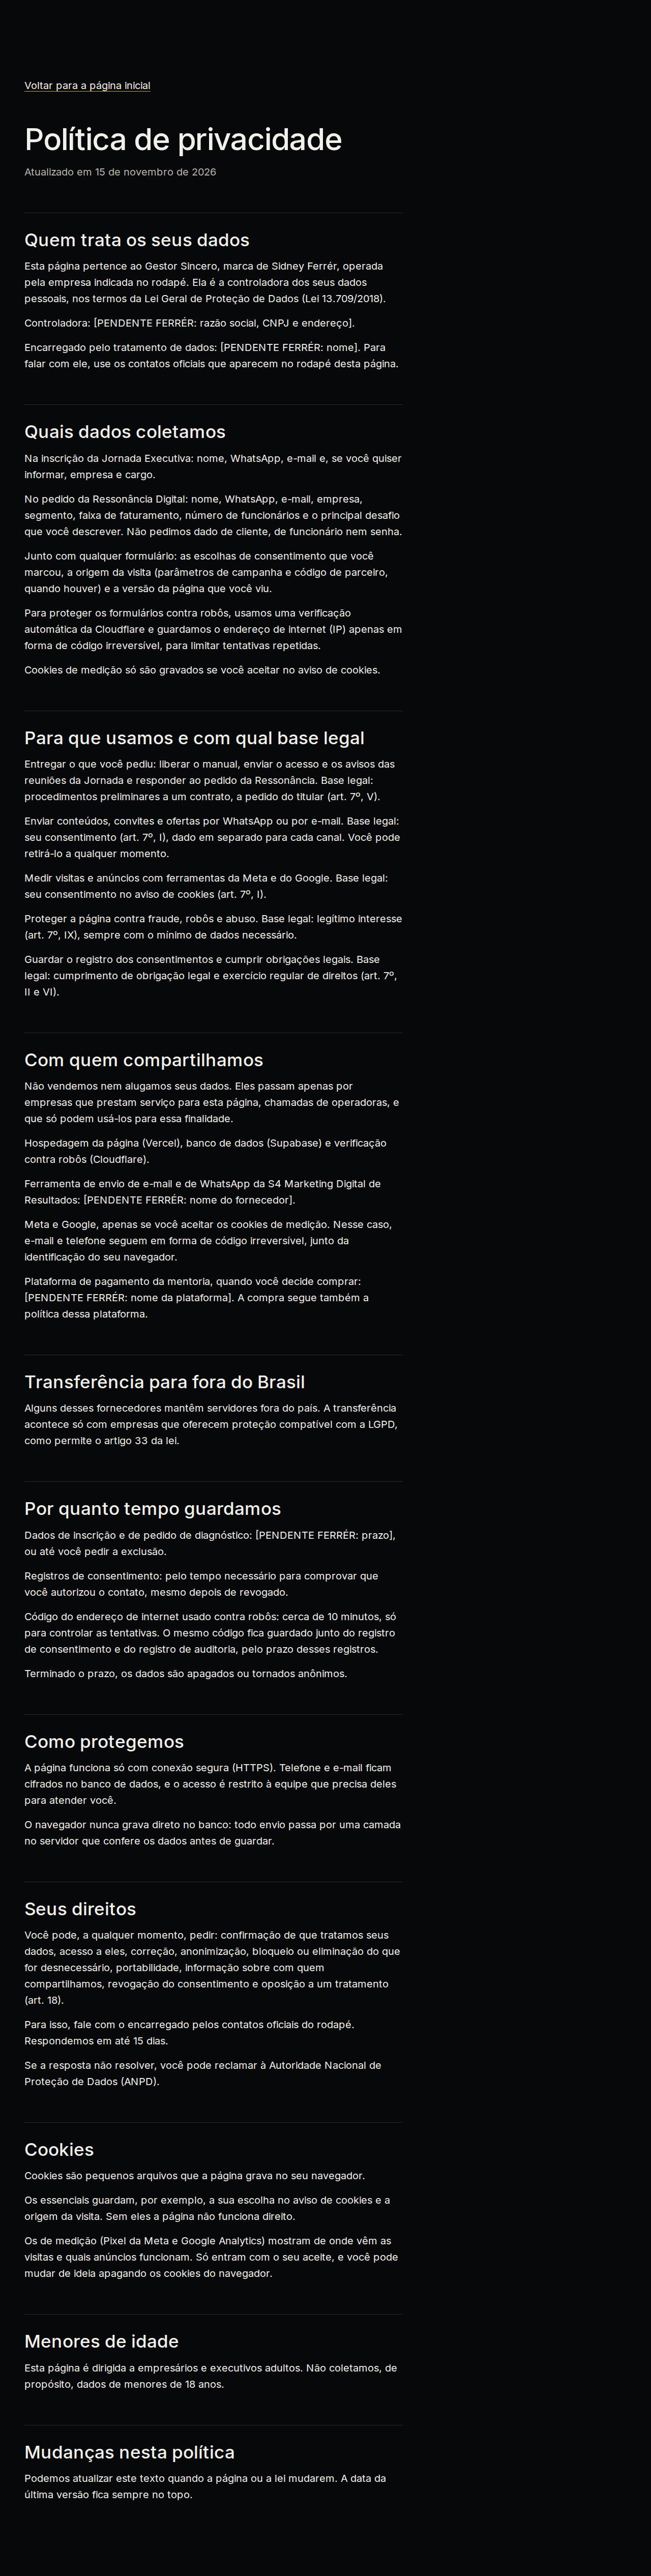 Voltar para a página inicial
Política de privacidade
Atualizado em 15 de novembro de 2026
Quem trata os seus dados
Esta página pertence ao Gestor Sincero, marca de Sidney Ferrér, operada
pela empresa indicada no rodapé. Ela é a controladora dos seus dados
pessoais, nos termos da Lei Geral de Proteção de Dados (Lei 13.709/2018).
Controladora: [PENDENTE FERRÉR: razão social, CNPJ e endereço].
Encarregado pelo tratamento de dados: [PENDENTE FERRÉR: nome]. Para
falar com ele, use os contatos oficiais que aparecem no rodapé desta página.
Quais dados coletamos
Na inscrição da Jornada Executiva: nome, WhatsApp, e-mail e, se você quiser
informar, empresa e cargo.
No pedido da Ressonância Digital: nome, WhatsApp, e-mail, empresa,
segmento, faixa de faturamento, número de funcionários e o principal desafio
que você descrever. Não pedimos dado de cliente, de funcionário nem senha.
Junto com qualquer formulário: as escolhas de consentimento que você
marcou, a origem da visita (parâmetros de campanha e código de parceiro,
quando houver) e a versão da página que você viu.
Para proteger os formulários contra robôs, usamos uma verificação
automática da Cloudflare e guardamos o endereço de internet (IP) apenas em
forma de código irreversível, para limitar tentativas repetidas.
Cookies de medição só são gravados se você aceitar no aviso de cookies.
Para que usamos e com qual base legal
Entregar o que você pediu: liberar o manual, enviar o acesso e os avisos das
reuniões da Jornada e responder ao pedido da Ressonância. Base legal:
procedimentos preliminares a um contrato, a pedido do titular (art. 7º, V).
Enviar conteúdos, convites e ofertas por WhatsApp ou por e-mail. Base legal:
seu consentimento (art. 7º, I), dado em separado para cada canal. Você pode
retirá-lo a qualquer momento.
Medir visitas e anúncios com ferramentas da Meta e do Google. Base legal:
seu consentimento no aviso de cookies (art. 7º, I).
Proteger a página contra fraude, robôs e abuso. Base legal: legítimo interesse
(art. 7º, IX), sempre com o mínimo de dados necessário.
Guardar o registro dos consentimentos e cumprir obrigações legais. Base
legal: cumprimento de obrigação legal e exercício regular de direitos (art. 7º,
II e VI).
Com quem compartilhamos
Não vendemos nem alugamos seus dados. Eles passam apenas por
empresas que prestam serviço para esta página, chamadas de operadoras, e
que só podem usá-los para essa finalidade.
Hospedagem da página (Vercel), banco de dados (Supabase) e verificação
contra robôs (Cloudflare).
Ferramenta de envio de e-mail e de WhatsApp da S4 Marketing Digital de
Resultados: [PENDENTE FERRÉR: nome do fornecedor].
Meta e Google, apenas se você aceitar os cookies de medição. Nesse caso,
e-mail e telefone seguem em forma de código irreversível, junto da
identificação do seu navegador.
Plataforma de pagamento da mentoria, quando você decide comprar:
[PENDENTE FERRÉR: nome da plataforma]. A compra segue também a
política dessa plataforma.
Transferência para fora do Brasil
Alguns desses fornecedores mantêm servidores fora do país. A transferência
acontece só com empresas que oferecem proteção compatível com a LGPD,
como permite o artigo 33 da lei.
Por quanto tempo guardamos
Dados de inscrição e de pedido de diagnóstico: [PENDENTE FERRÉR: prazo],
ou até você pedir a exclusão.
Registros de consentimento: pelo tempo necessário para comprovar que
você autorizou o contato, mesmo depois de revogado.
Código do endereço de internet usado contra robôs: cerca de 10 minutos, só
para controlar as tentativas. O mesmo código fica guardado junto do registro
de consentimento e do registro de auditoria, pelo prazo desses registros.
Terminado o prazo, os dados são apagados ou tornados anônimos.
Como protegemos
A página funciona só com conexão segura (HTTPS). Telefone e e-mail ficam
cifrados no banco de dados, e o acesso é restrito à equipe que precisa deles
para atender você.
O navegador nunca grava direto no banco: todo envio passa por uma camada
no servidor que confere os dados antes de guardar.
Seus direitos
Você pode, a qualquer momento, pedir: confirmação de que tratamos seus
dados, acesso a eles, correção, anonimização, bloqueio ou eliminação do que
for desnecessário, portabilidade, informação sobre com quem
compartilhamos, revogação do consentimento e oposição a um tratamento
(art. 18).
Para isso, fale com o encarregado pelos contatos oficiais do rodapé.
Respondemos em até 15 dias.
Se a resposta não resolver, você pode reclamar à Autoridade Nacional de
Proteção de Dados (ANPD).
Cookies
Cookies são pequenos arquivos que a página grava no seu navegador.
Os essenciais guardam, por exemplo, a sua escolha no aviso de cookies e a
origem da visita. Sem eles a página não funciona direito.
Os de medição (Pixel da Meta e Google Analytics) mostram de onde vêm as
visitas e quais anúncios funcionam. Só entram com o seu aceite, e você pode
mudar de ideia apagando os cookies do navegador.
Menores de idade
Esta página é dirigida a empresários e executivos adultos. Não coletamos, de
propósito, dados de menores de 18 anos.
Mudanças nesta política
Podemos atualizar este texto quando a página ou a lei mudarem. A data da
última versão fica sempre no topo.